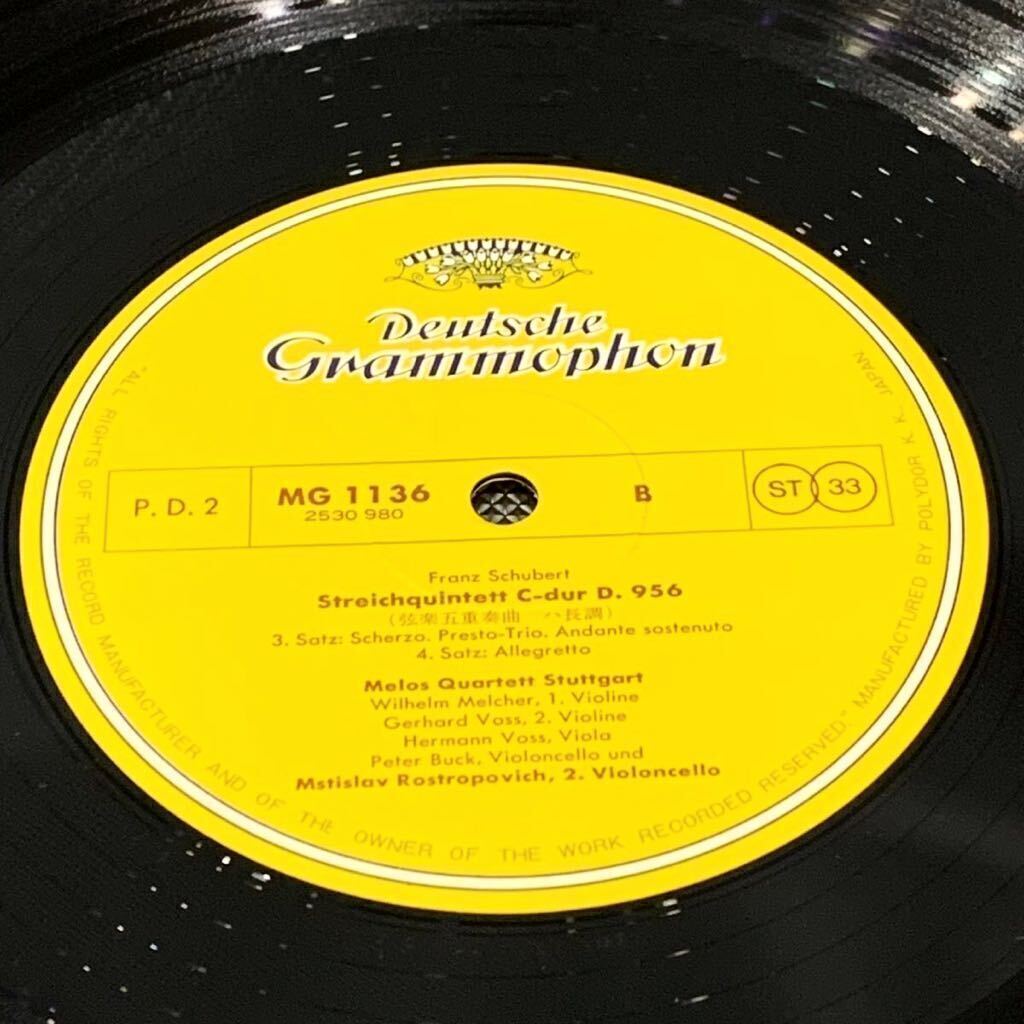 Deutsche
Grammophon
P. D. 2
MG 1136
2530 980
B
ST 33
Franz Schubert
Streichquintett C-dur D. 956
(弦楽五重奏曲 ハ長調)
3. Satz: Scherzo. Presto-Trio. Andante sostenuto
4. Satz: Allegretto
Melos Quartett Stuttgart
Wilhelm Melcher, 1. Violine
Gerhard Voss, 2. Violine
Hermann Voss, Viola
Peter Buck, Violoncello und
Mstislav Rostropovich, 2. Violoncello
"ALL RIGHTS OF THE RECORD MANUFACTURER AND OF THE OWNER OF THE WORK RECORDED RESERVED." MANUFACTURED BY POLYDOR K. K. JAPAN